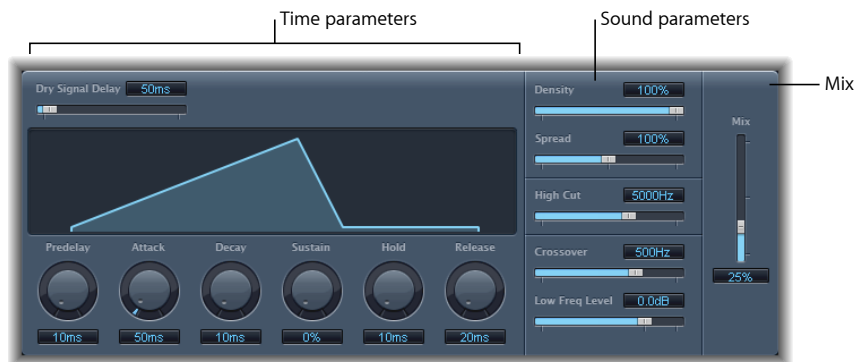 Time parameters
Sound parameters
Mix
Dry Signal Delay 50ms
Density 100%
Spread 100%
High Cut 5000Hz
Crossover 500Hz
Low Freq Level 0.0dB
Mix
25%
Predelay Attack Decay Sustain Hold Release
10ms 50ms 10ms 0% 10ms 20ms